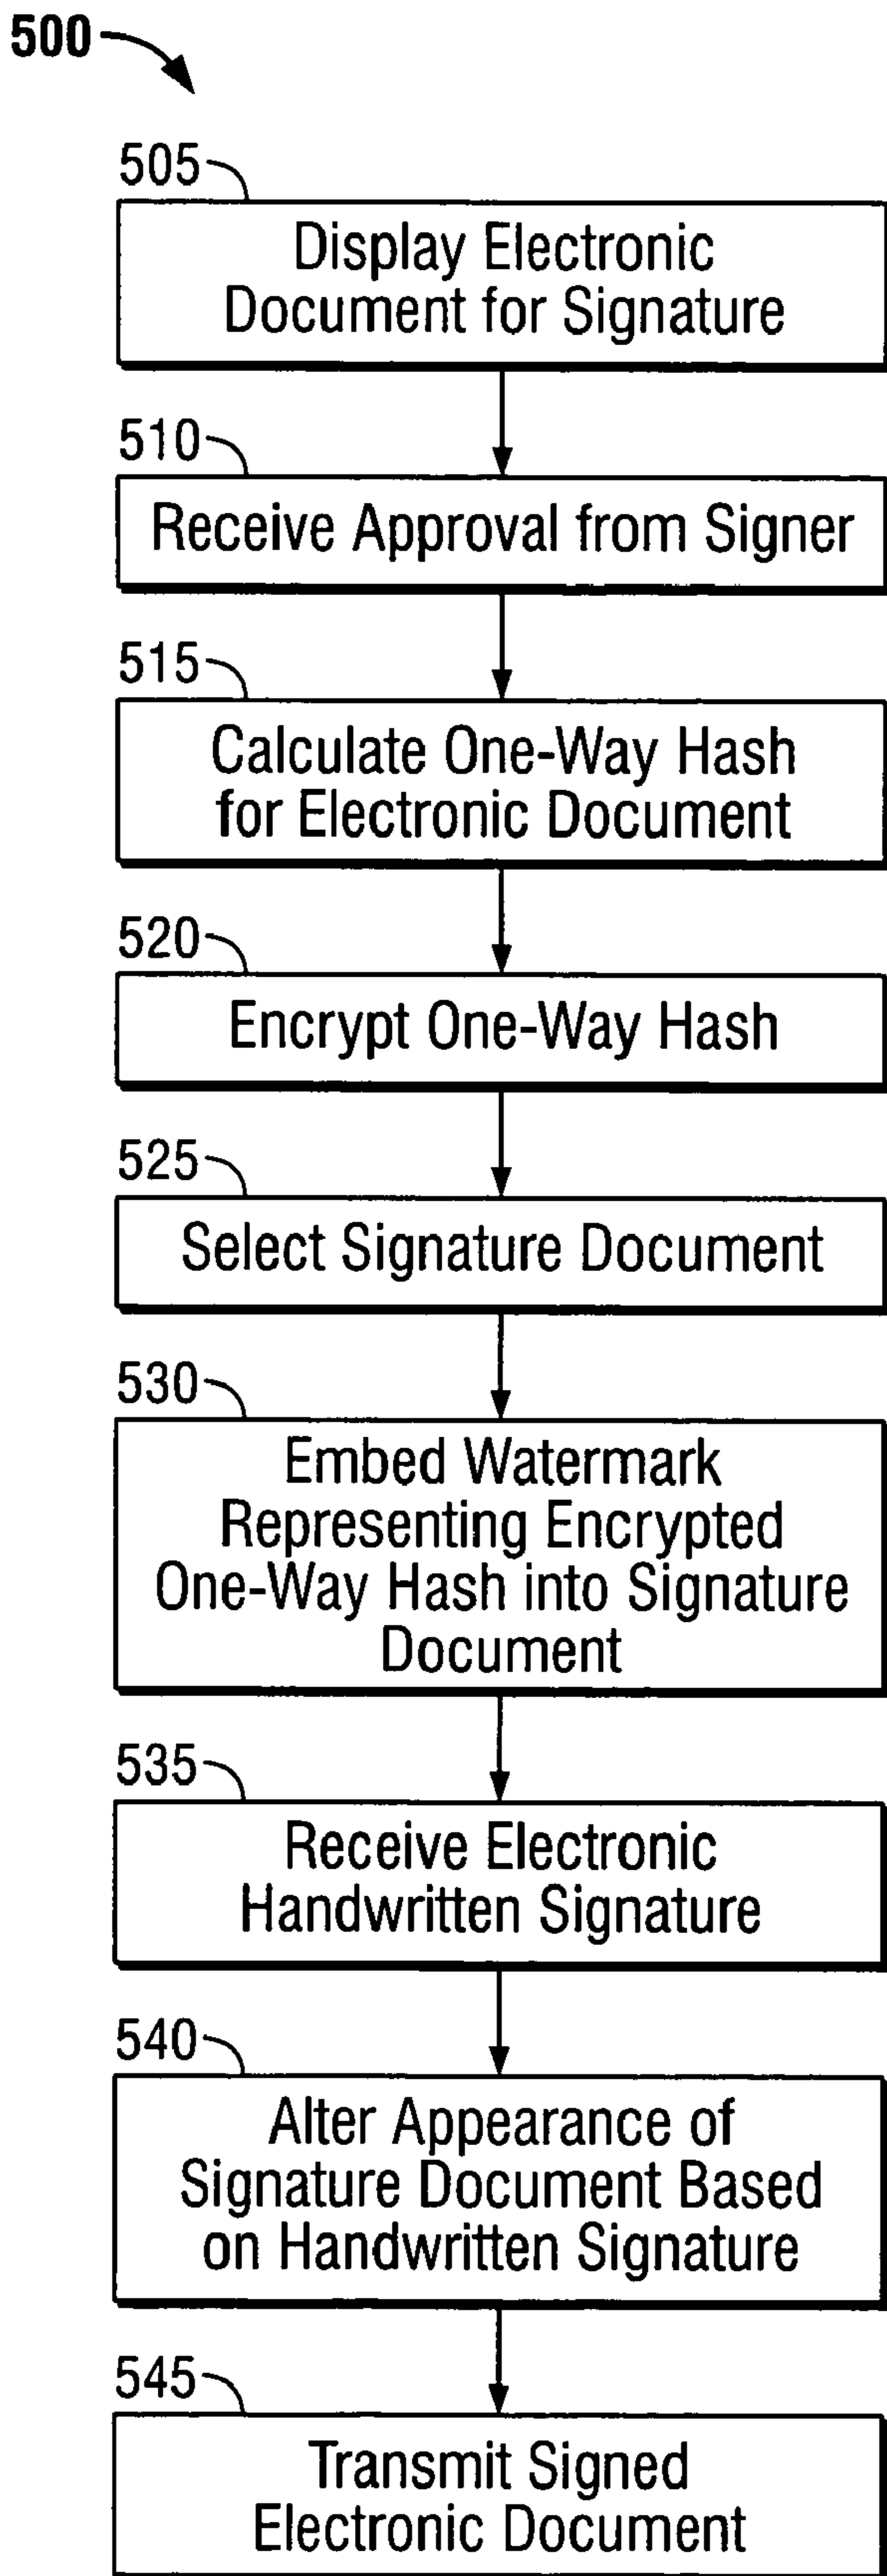 500
505
Display Electronic
Document for Signature
510
Receive Approval from Signer
515
Calculate One-Way Hash
for Electronic Document
520
Encrypt One-Way Hash
525
Select Signature Document
530
Embed Watermark
Representing Encrypted
One-Way Hash into Signature
Document
535
Receive Electronic
Handwritten Signature
540
Alter Appearance of
Signature Document Based
on Handwritten Signature
545
Transmit Signed
Electronic Document